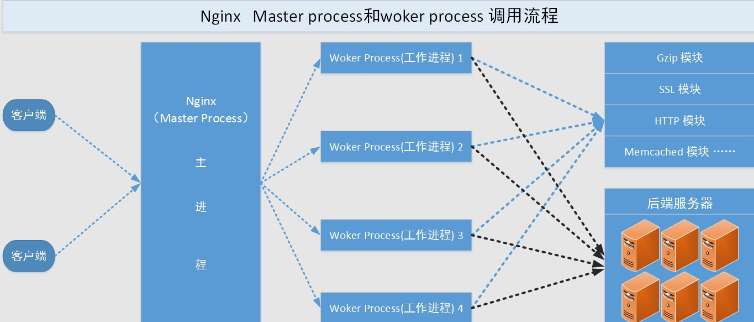 Nginx Master process和woker process 调用流程
客户端
客户端
Nginx
(Master Process)
主
进
程
Woker Process(工作进程) 1
Woker Process(工作进程) 2
Woker Process(工作进程) 3
Woker Process(工作进程) 4
Gzip 模块
SSL 模块
HTTP 模块
Memcached 模块 ……
后端服务器